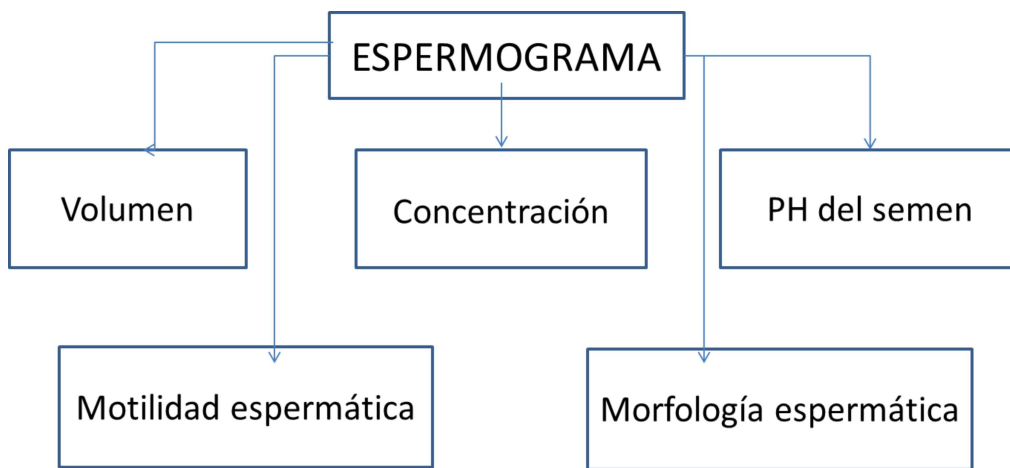 ESPERMOGRAMA
Volumen
Concentración
PH del semen
Motilidad espermática
Morfología espermática